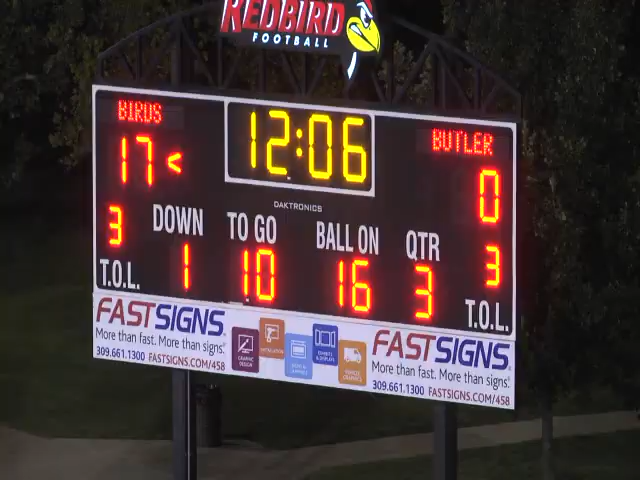 REDBIRD
FOOTBALL
BIRDS
12:06
BUTLER
17 <
0
DAKTRONICS
3 DOWN TO GO BALL ON QTR 3
T.O.L. 1 10 16 3 T.O.L.
FASTSIGNS.
More than fast. More than signs.
309.661.1300 FASTSIGNS.COM/458
FASTSIGNS.
More than fast. More than signs.
309.661.1300 FASTSIGNS.COM/458